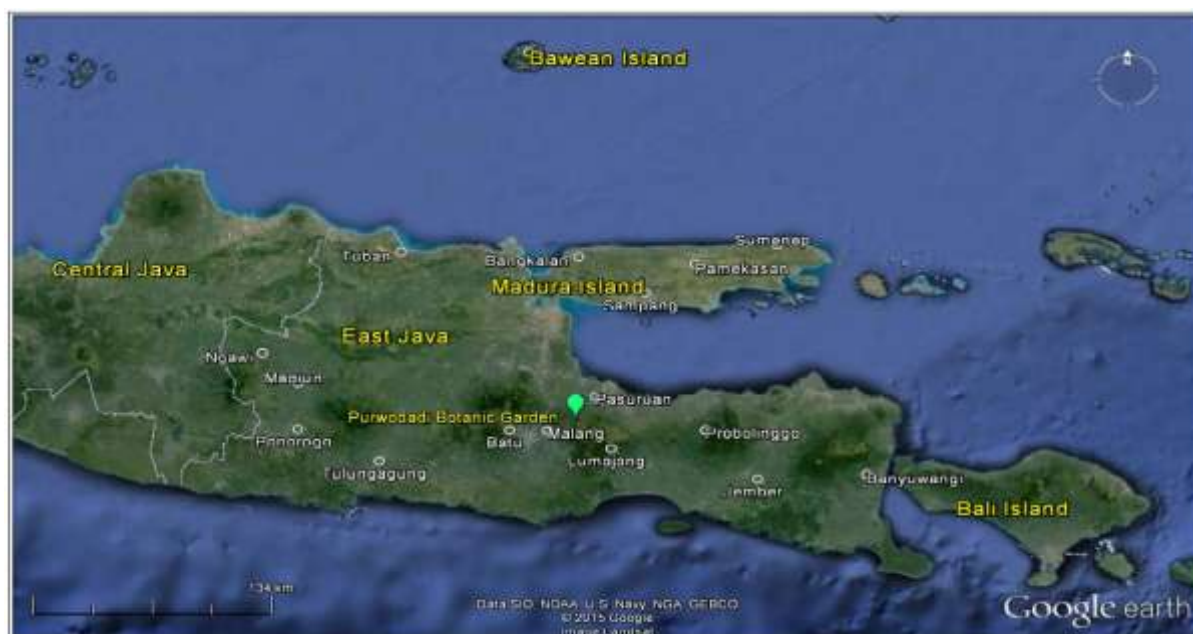 Bawean Island
Central Java
Tuban
Bangkalan
Sumenep
Pamekasan
Madura Island
Sampang
East Java
Ngawi
Madiun
Pasuruan
Purwodadi Botanic Garden
Ponorogo
Batu
Malang
Probolinggo
Lumajang
Tulungagung
Jember
Banyuwangi
Bali Island
134 km
Data SIO, NOAA, U.S. Navy, NGA, GEBCO
© 2015 Google
Image Landsat
Google earth